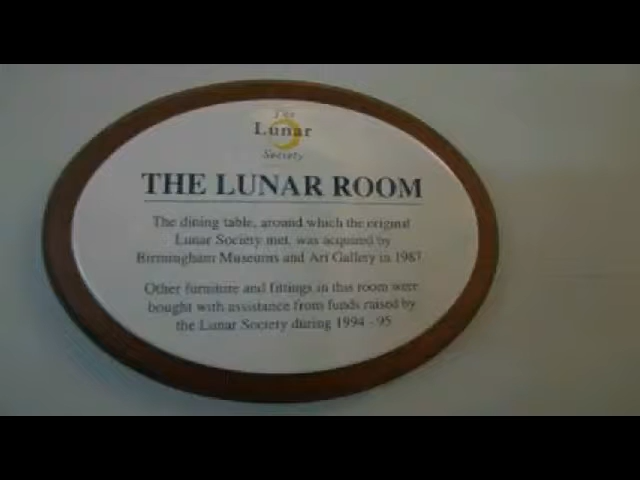 The
Lunar
Society
THE LUNAR ROOM
The dining table, around which the original
Lunar Society met, was acquired by
Birmingham Museums and Art Gallery in 1987
Other furniture and fittings in this room were
bought with assistance from funds raised by
the Lunar Society during 1994 - 95